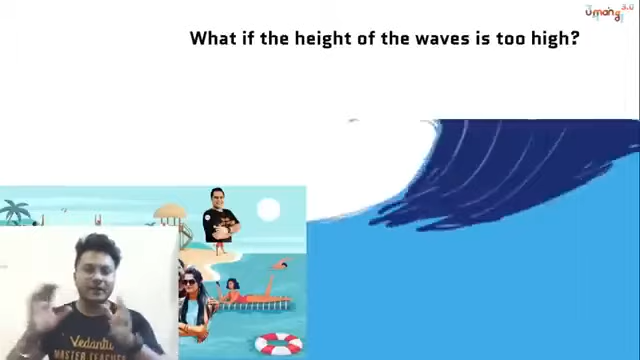 umang 3.0
What if the height of the waves is too high?
Vedantu
MASTER TEACHER